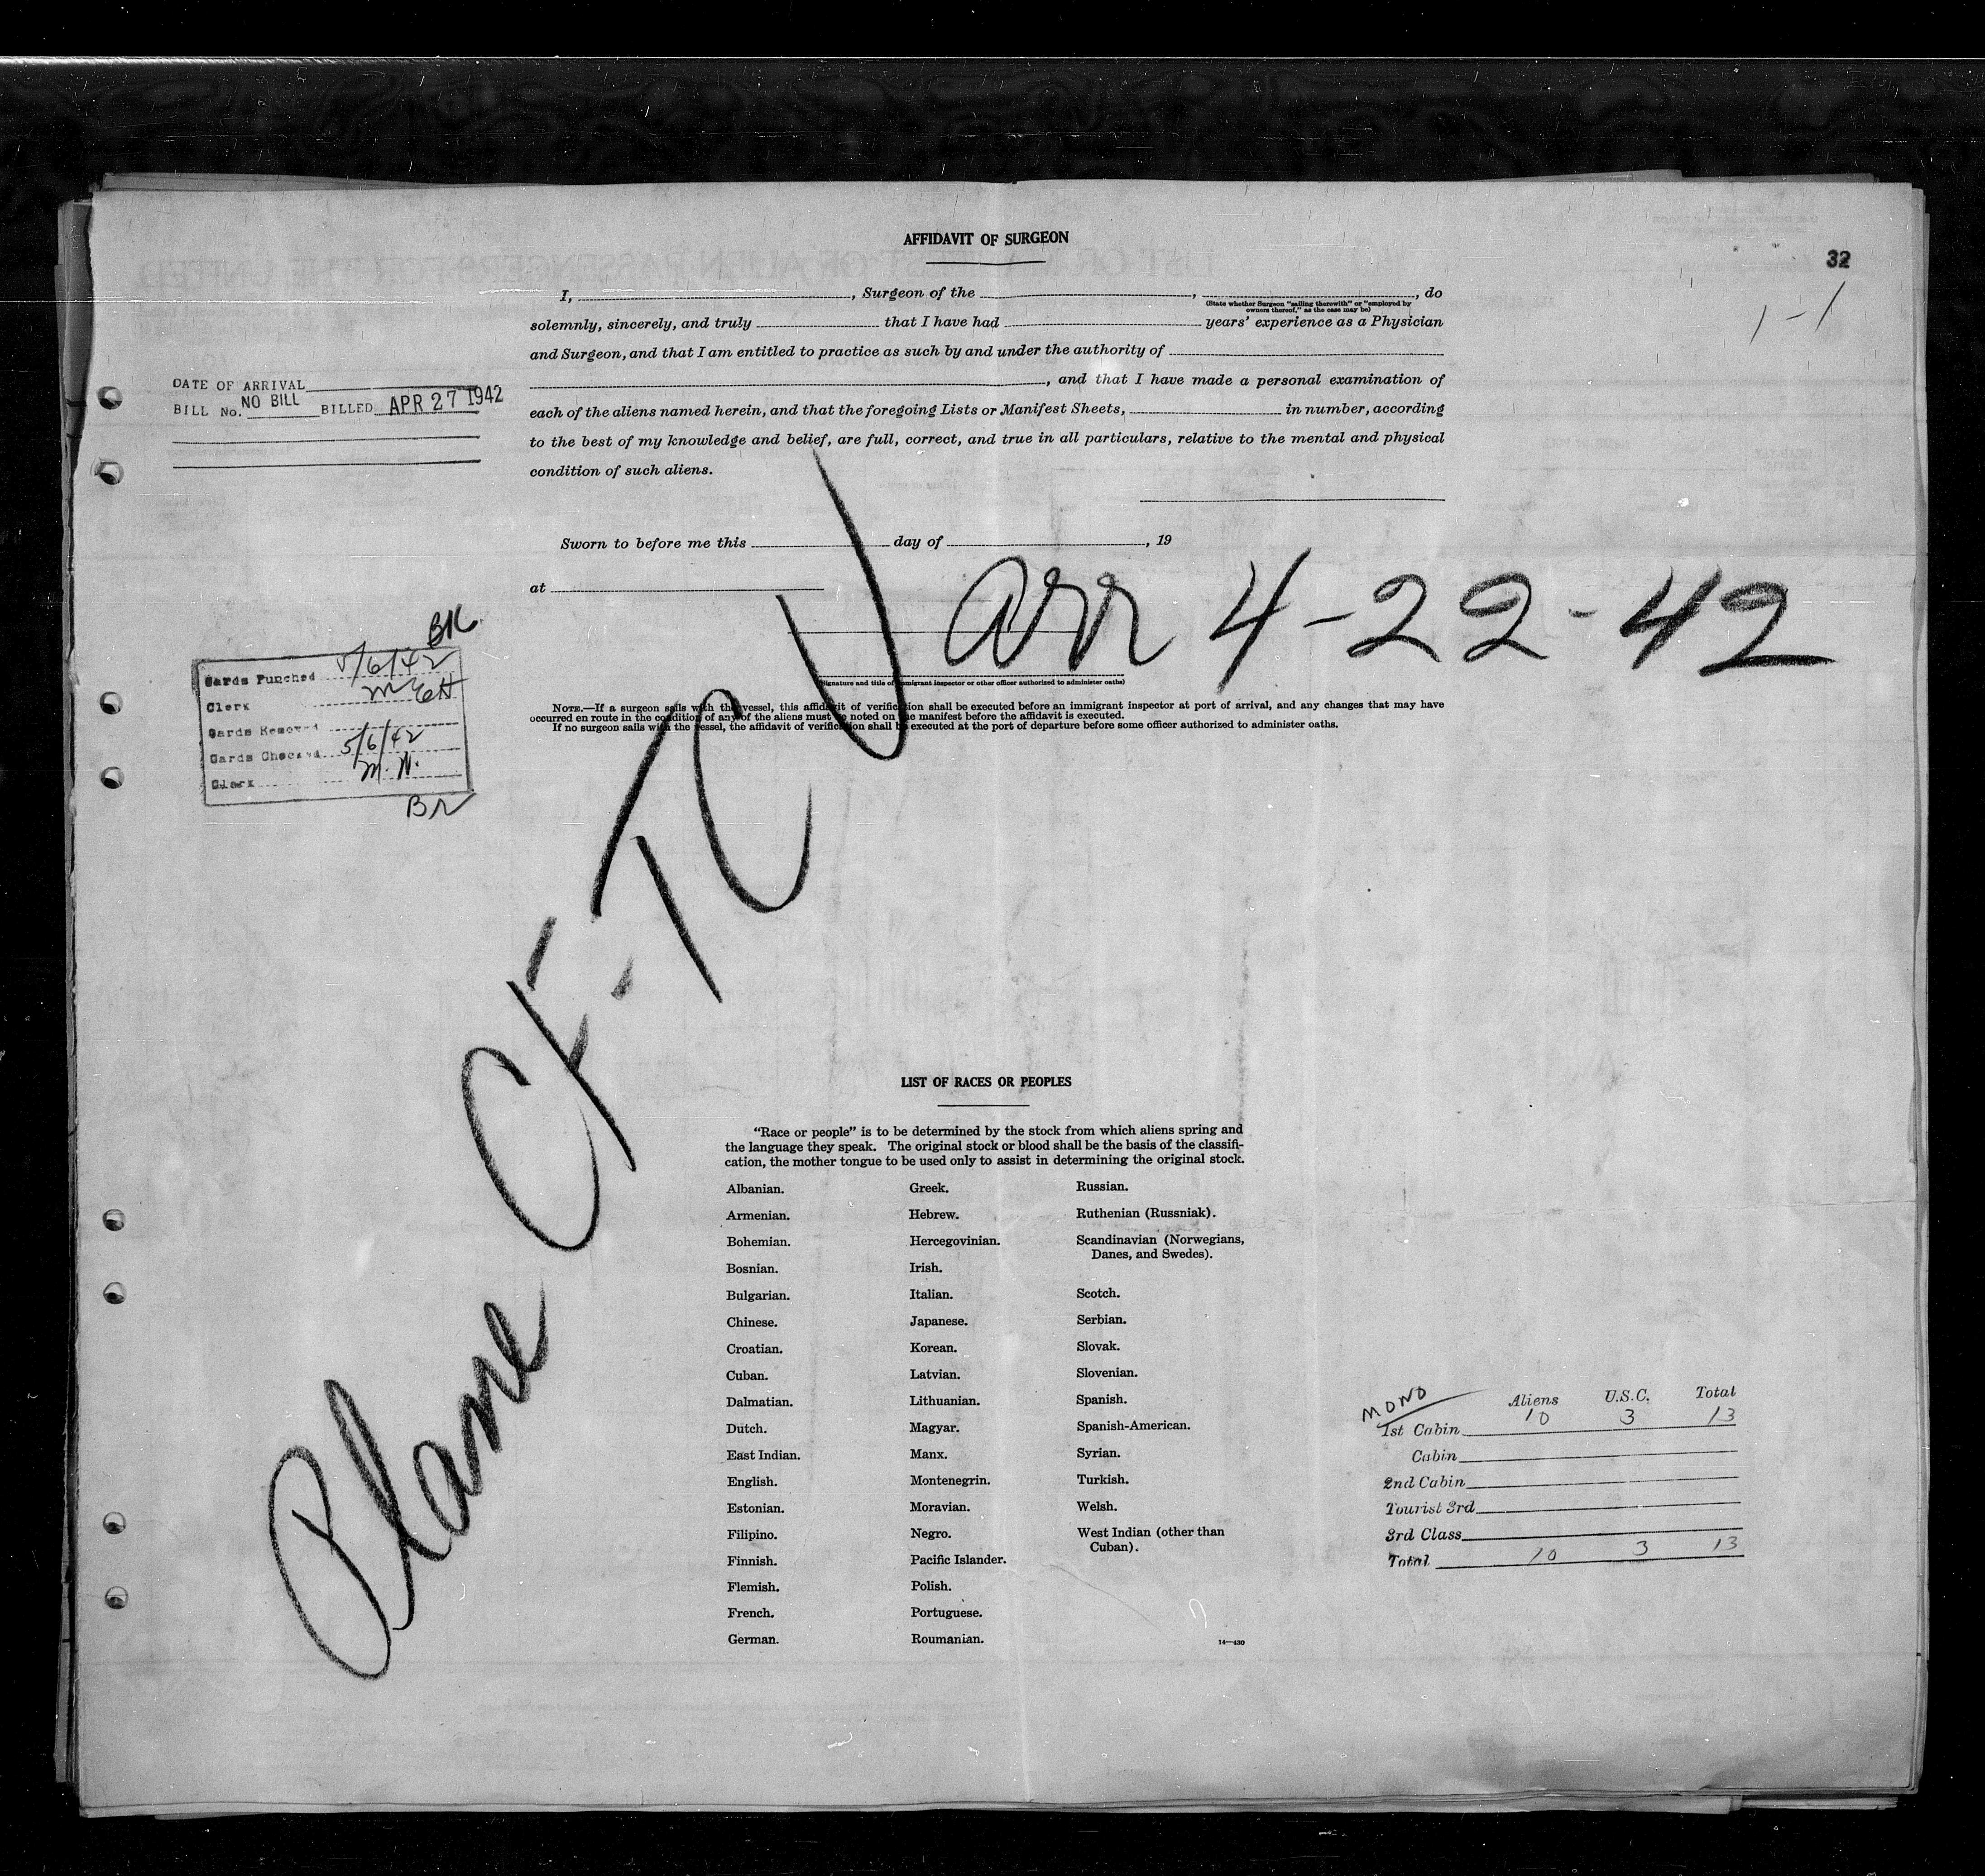 AFFIDAVIT OF SURGEON
32
1-1
I, , Surgeon of the , , do
(State whether Surgeon "sailing therewith" or "employed by
owners thereof," as the case may be)
solemnly, sincerely, and truly that I have had years' experience as a Physician
and Surgeon, and that I am entitled to practice as such by and under the authority of
, and that I have made a personal examination of
each of the aliens named herein, and that the foregoing Lists or Manifest Sheets, in number, according
to the best of my knowledge and belief, are full, correct, and true in all particulars, relative to the mental and physical
condition of such aliens.
DATE OF ARRIVAL
BILL No. NO BILL BILLED APR 27 1942
Sworn to before me this day of , 19
at
arr 4-22-42
(Signature and title of immigrant inspector or other officer authorized to administer oaths)
NOTE.—If a surgeon sails with the vessel, this affidavit of verification shall be executed before an immigrant inspector at port of arrival, and any changes that may have
occurred en route in the condition of any of the aliens must be noted on the manifest before the affidavit is executed.
If no surgeon sails with the vessel, the affidavit of verification shall be executed at the port of departure before some officer authorized to administer oaths.
Cards Punched 5/6/42
Clerk
Cards Removed
Cards Checked 5/6/42
Clerk M.N.
Plane CF-TCJ
LIST OF RACES OR PEOPLES
"Race or people" is to be determined by the stock from which aliens spring and
the language they speak. The original stock or blood shall be the basis of the classifi-
cation, the mother tongue to be used only to assist in determining the original stock.
Albanian.
Armenian.
Bohemian.
Bosnian.
Bulgarian.
Chinese.
Croatian.
Cuban.
Dalmatian.
Dutch.
East Indian.
English.
Estonian.
Filipino.
Finnish.
Flemish.
French.
German.
Greek.
Hebrew.
Hercegovinian.
Irish.
Italian.
Japanese.
Korean.
Latvian.
Lithuanian.
Magyar.
Manx.
Montenegrin.
Moravian.
Negro.
Pacific Islander.
Polish.
Portuguese.
Roumanian.
Russian.
Ruthenian (Russniak).
Scandinavian (Norwegians,
Danes, and Swedes).
Scotch.
Serbian.
Slovak.
Slovenian.
Spanish.
Spanish-American.
Syrian.
Turkish.
Welsh.
West Indian (other than
Cuban).
14—430
MONO Aliens U.S.C. Total
1st Cabin 10 3 13
Cabin
2nd Cabin
Tourist 3rd
3rd Class
Total 10 3 13